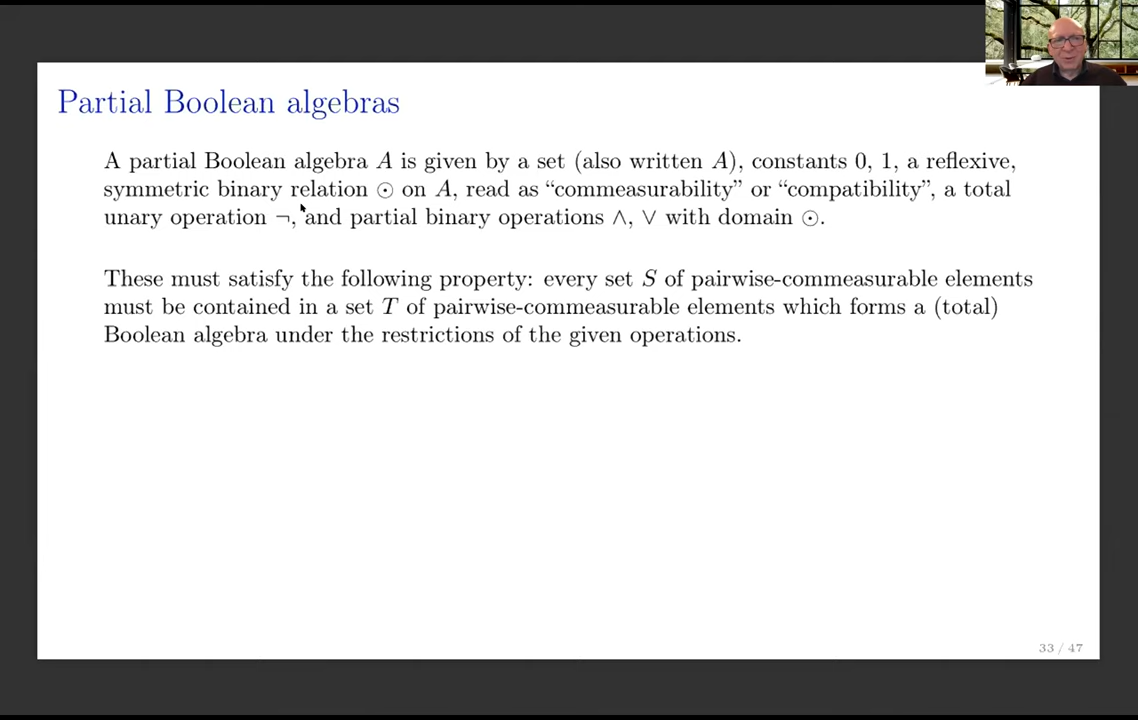 Partial Boolean algebras
A partial Boolean algebra A is given by a set (also written A), constants 0, 1, a reflexive,
symmetric binary relation ⊙ on A, read as “commeasurability” or “compatibility”, a total
unary operation ¬, and partial binary operations ∧, ∨ with domain ⊙.
These must satisfy the following property: every set S of pairwise-commeasurable elements
must be contained in a set T of pairwise-commeasurable elements which forms a (total)
Boolean algebra under the restrictions of the given operations.
33 / 47